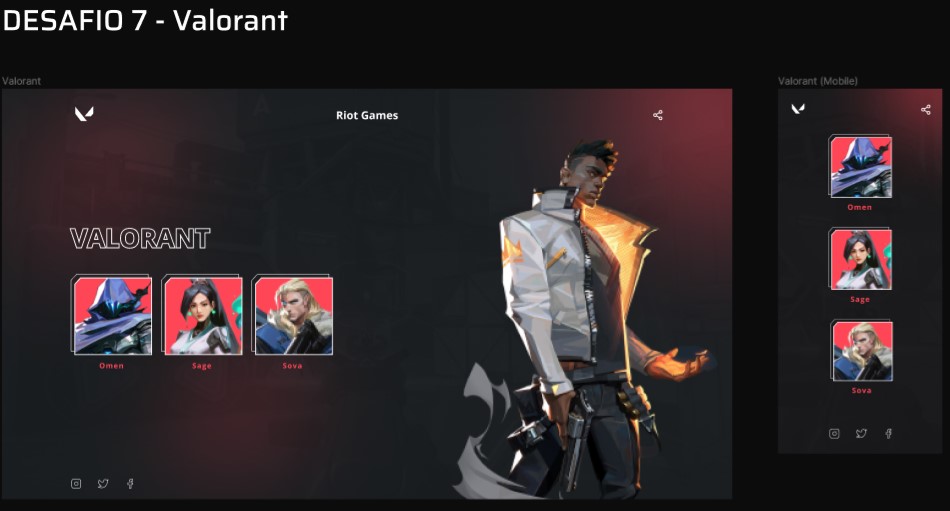 DESAFIO 7 - Valorant
Valorant
Riot Games
VALORANT
Omen Sage Sova
Valorant (Mobile)
Omen
Sage
Sova